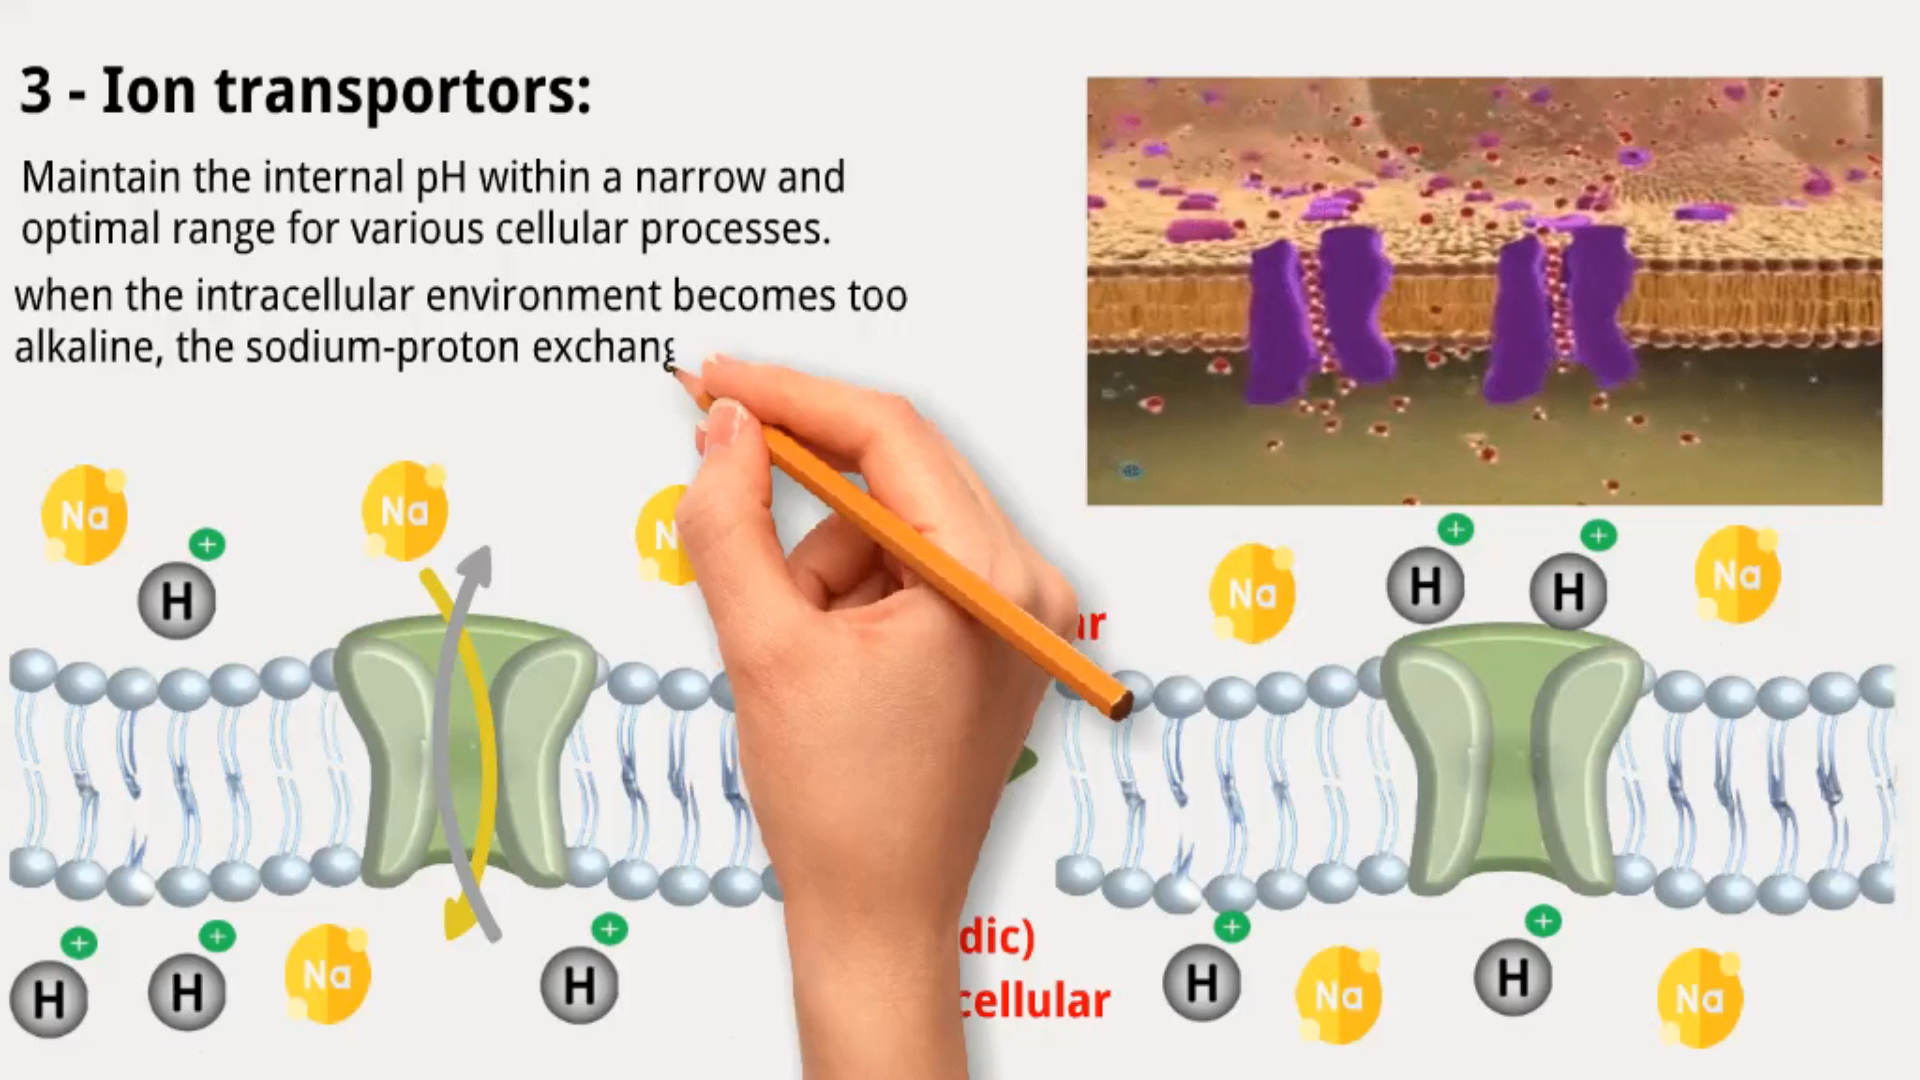 3 - Ion transportors:
Maintain the internal pH within a narrow and
optimal range for various cellular processes.
when the intracellular environment becomes too
alkaline, the sodium-proton exchang
Na
Na
N
+
H
Na
+
H
+
H
Na
ar
+
H
+
H
Na
+
H
dic)
cellular
+
H
Na
+
H
Na